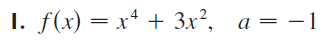 1. f(x) = x⁴ + 3x², a = −1